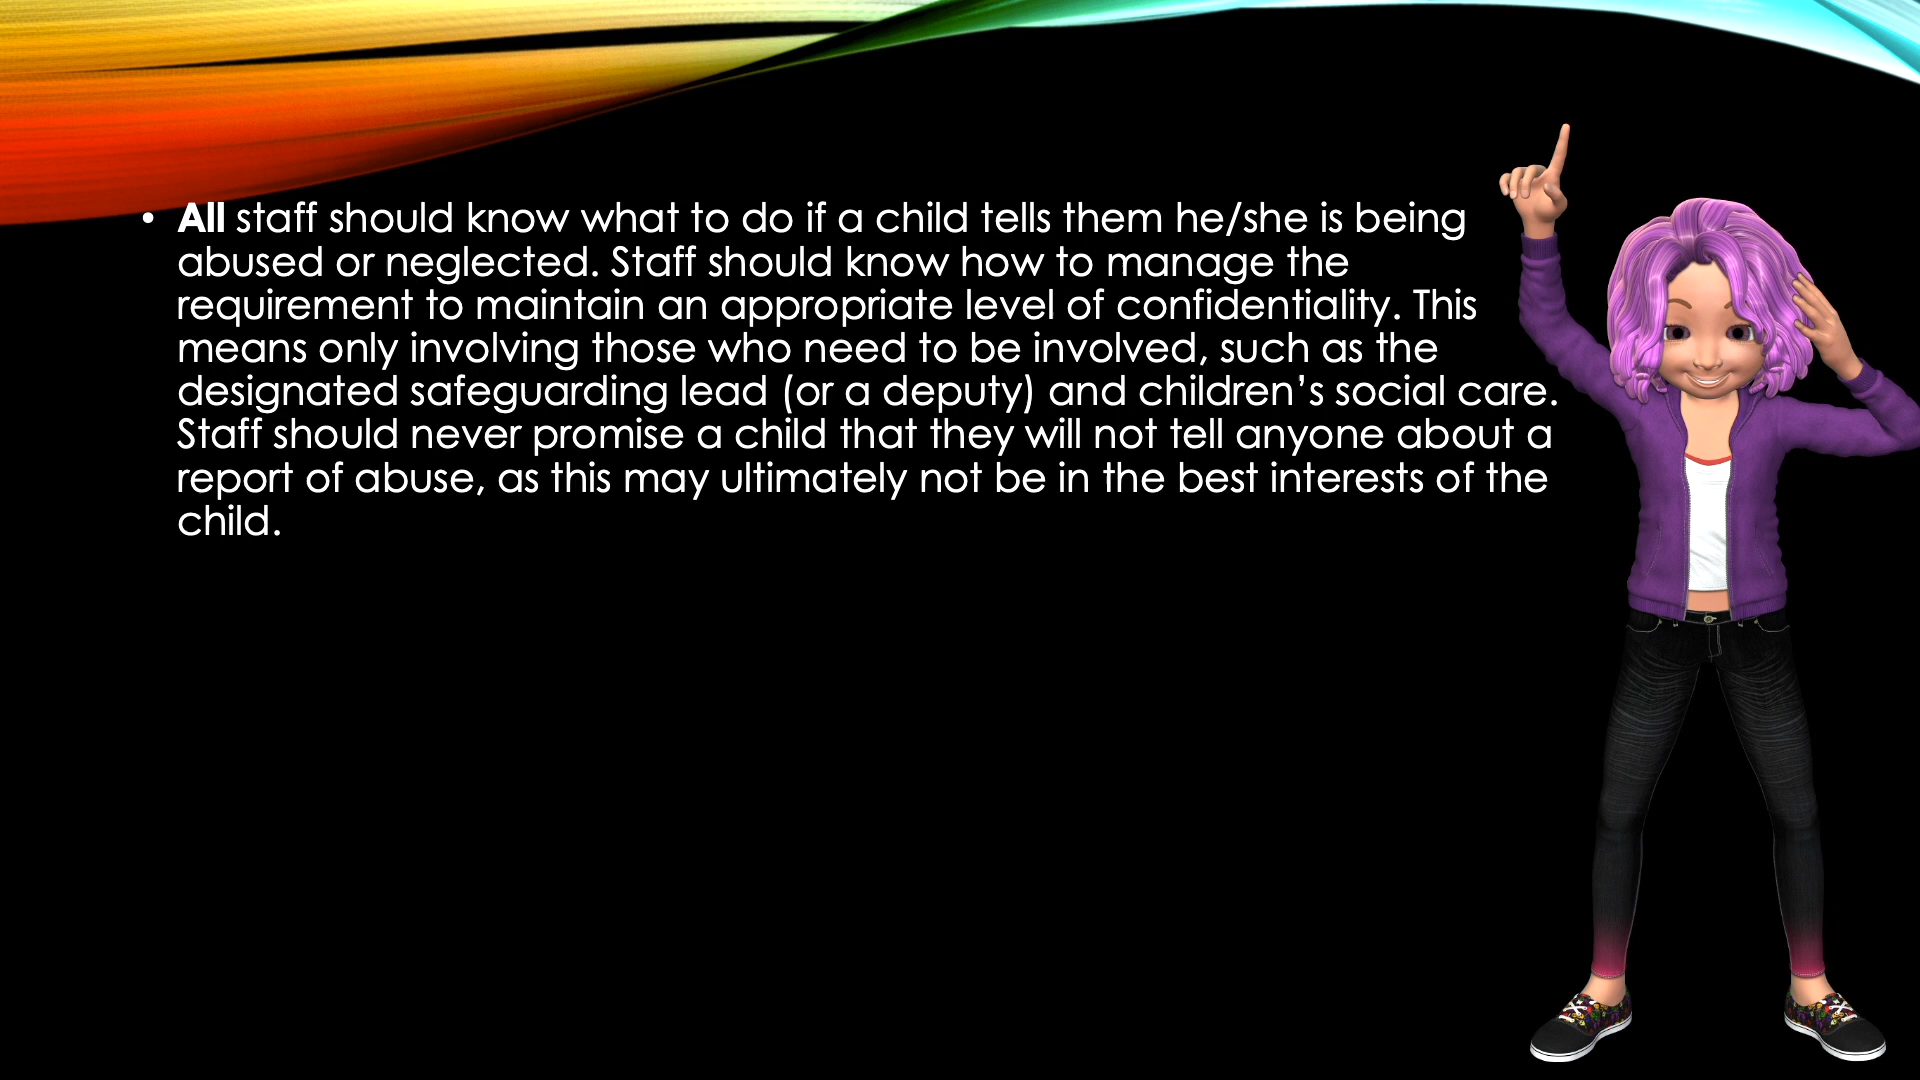 • All staff should know what to do if a child tells them he/she is being
abused or neglected. Staff should know how to manage the
requirement to maintain an appropriate level of confidentiality. This
means only involving those who need to be involved, such as the
designated safeguarding lead (or a deputy) and children’s social care.
Staff should never promise a child that they will not tell anyone about a
report of abuse, as this may ultimately not be in the best interests of the
child.